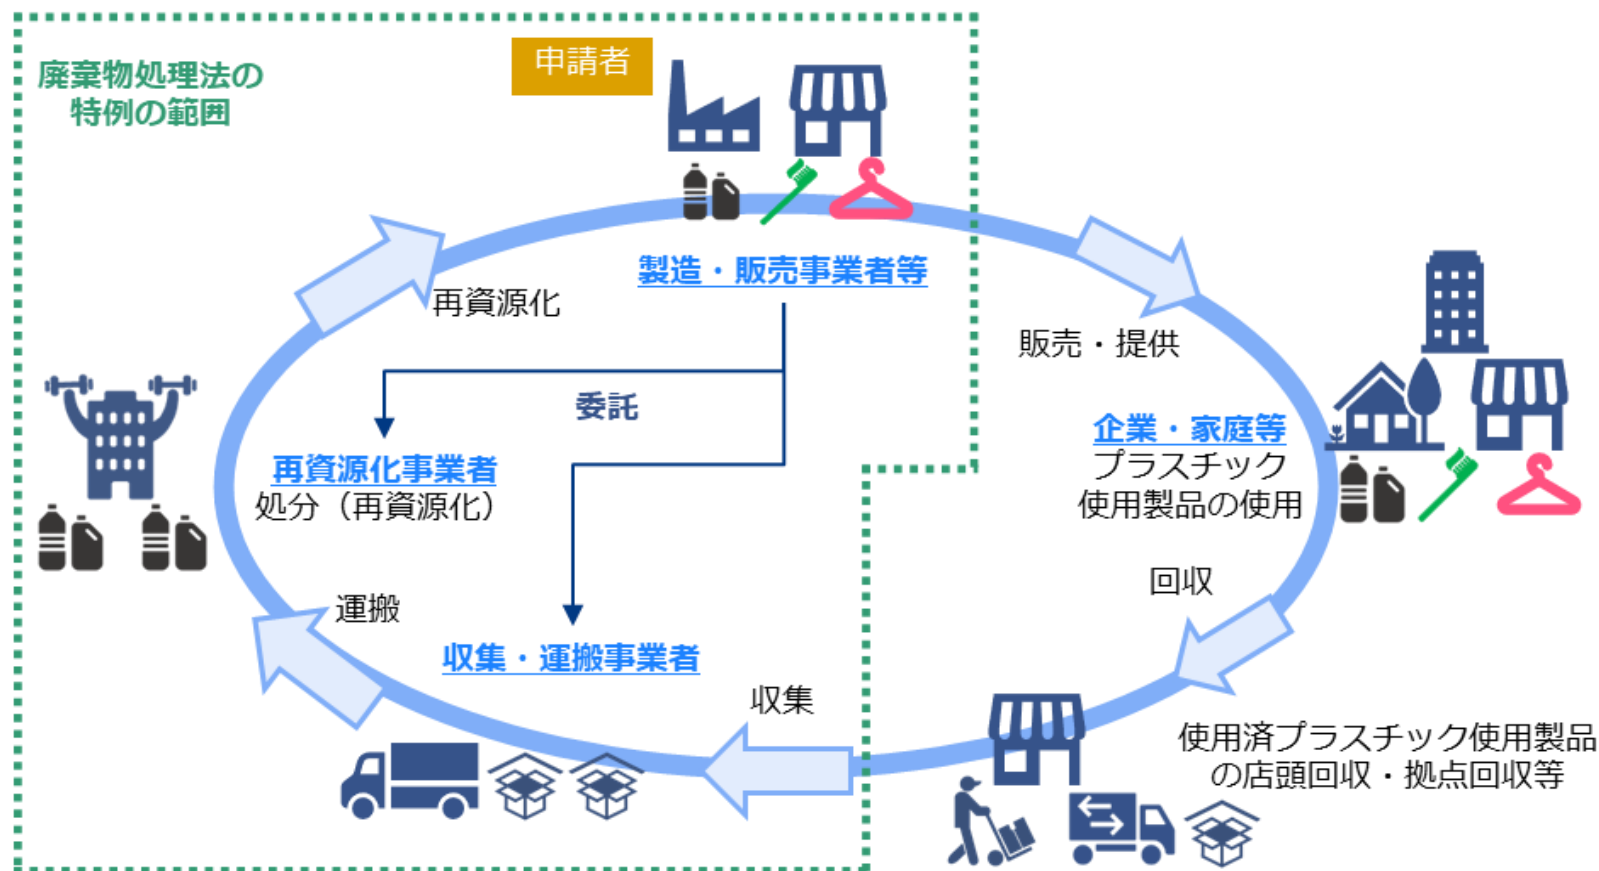 廃棄物処理法の
特例の範囲
申請者
製造・販売事業者等
再資源化
販売・提供
委託
企業・家庭等
プラスチック
使用製品の使用
再資源化事業者
処分（再資源化）
回収
運搬
収集・運搬事業者
収集
使用済プラスチック使用製品
の店頭回収・拠点回収等